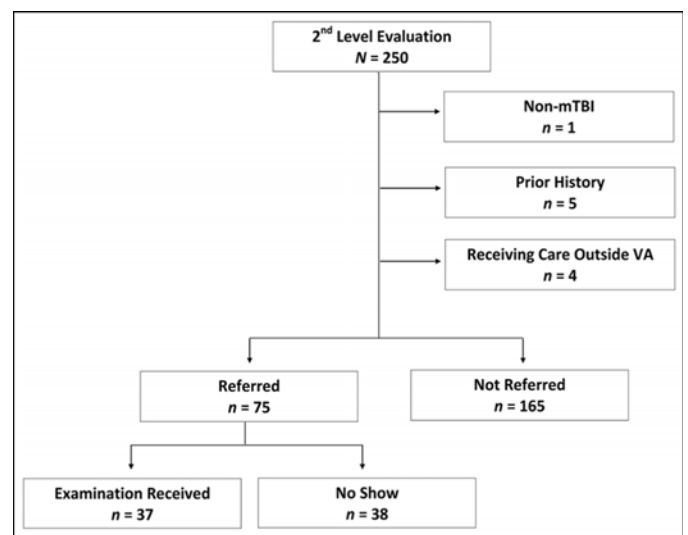 2nd Level Evaluation
N = 250
Non-mTBI
n = 1
Prior History
n = 5
Receiving Care Outside VA
n = 4
Referred
n = 75
Not Referred
n = 165
Examination Received
n = 37
No Show
n = 38